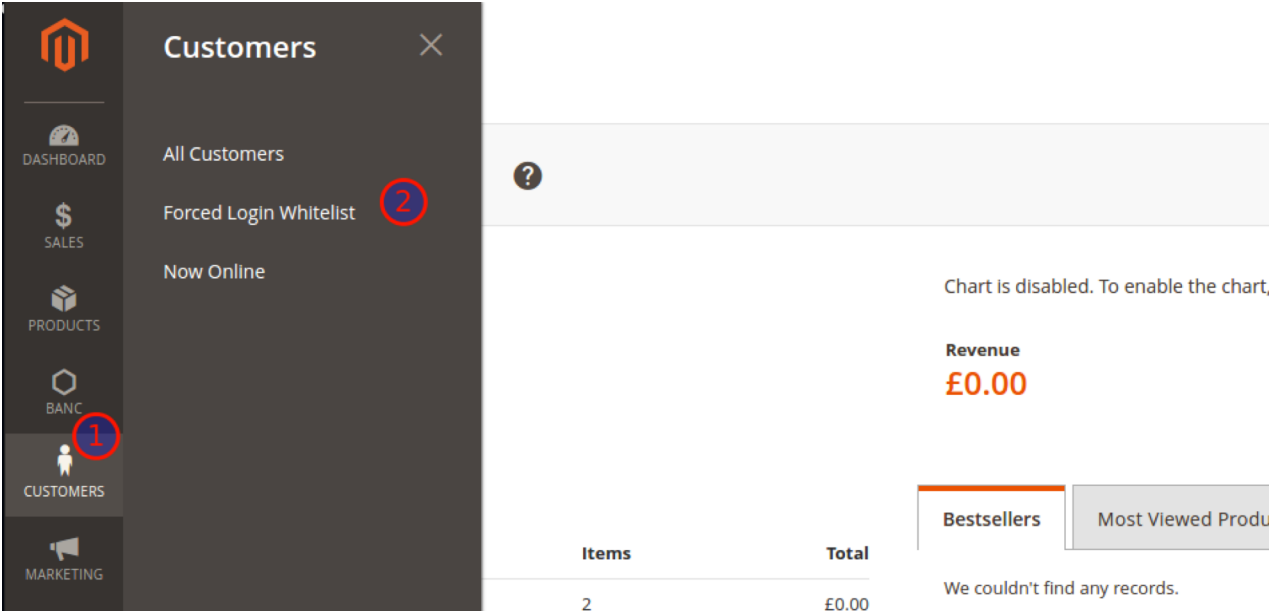 Customers
DASHBOARD
SALES
PRODUCTS
BANC
1
CUSTOMERS
MARKETING
All Customers
Forced Login Whitelist 2
Now Online
?
Chart is disabled. To enable the chart,
Revenue
£0.00
Bestsellers Most Viewed Produ
We couldn't find any records.
Items Total
2 £0.00